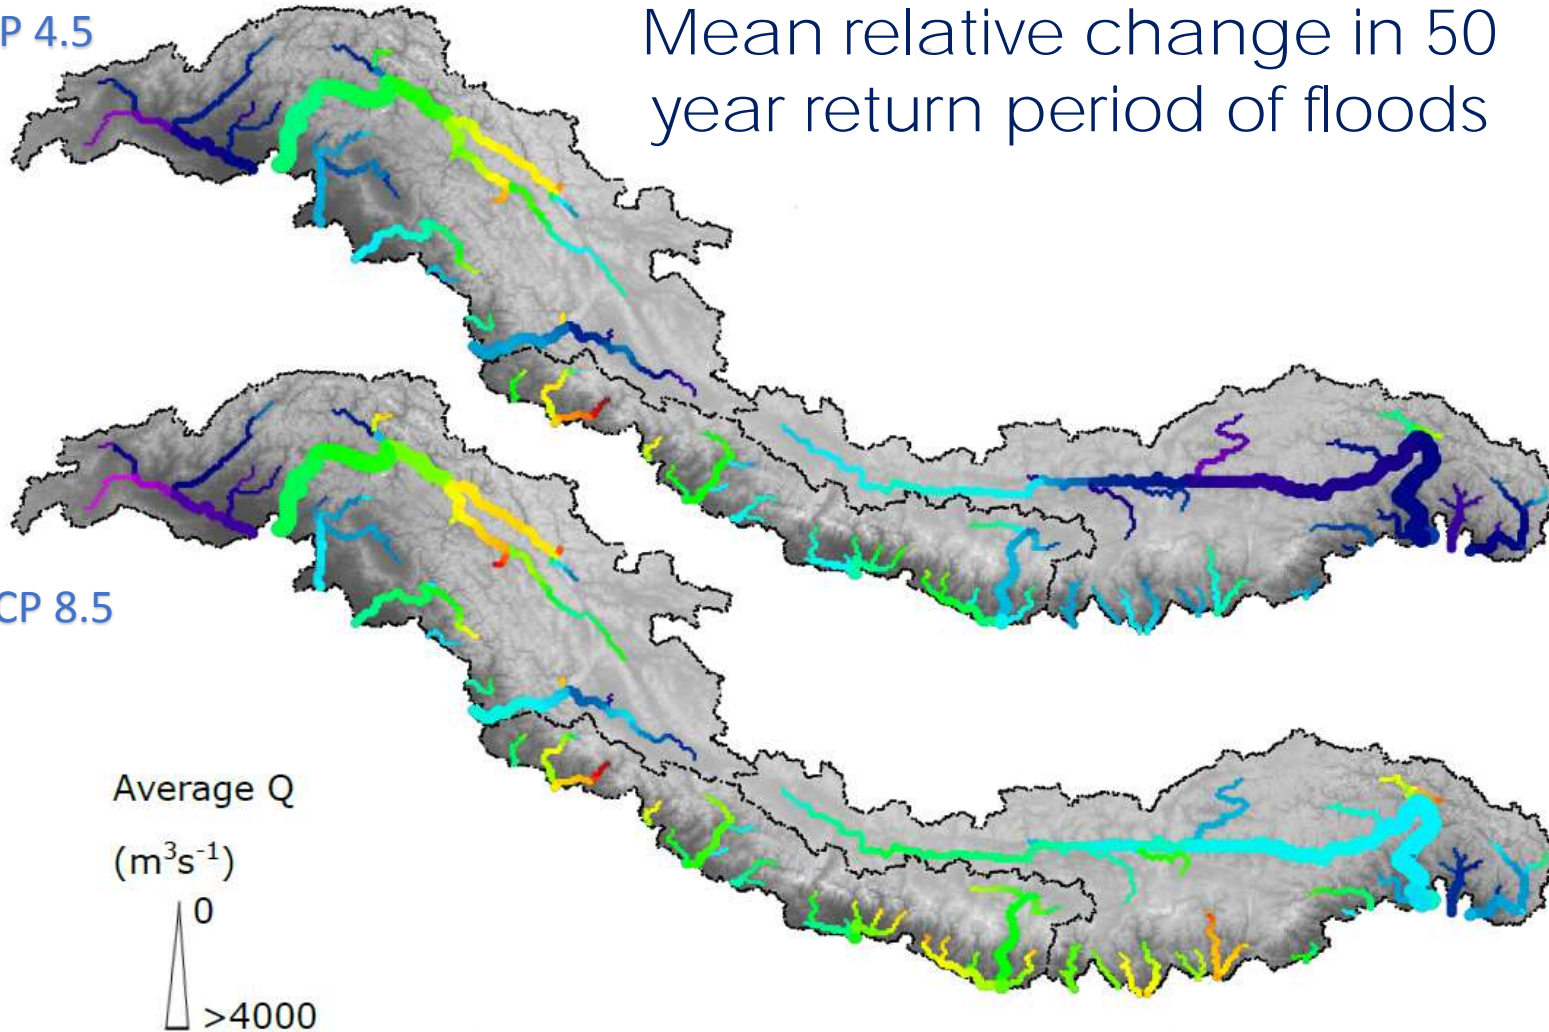 P 4.5
Mean relative change in 50
year return period of floods
CP 8.5
Average Q
(m³s⁻¹)
0
>4000